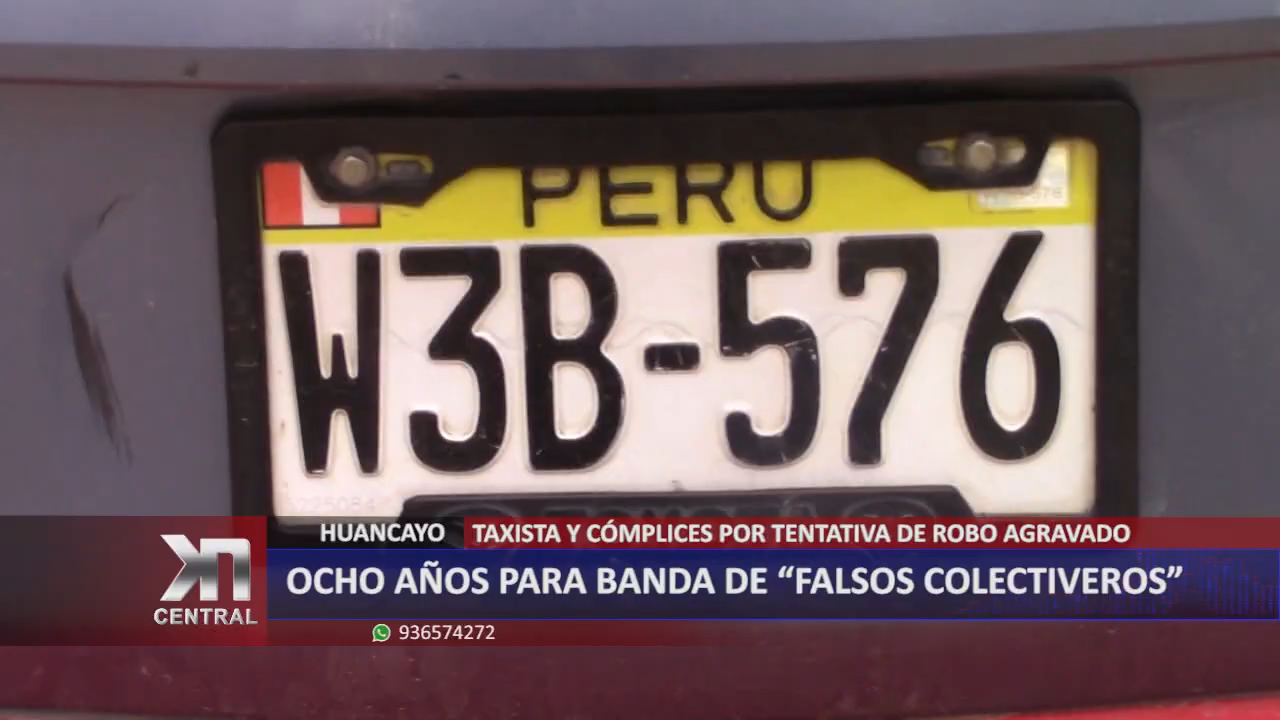 PERU
W3B-576
HUANCAYO
TAXISTA Y CÓMPLICES POR TENTATIVA DE ROBO AGRAVADO
OCHO AÑOS PARA BANDA DE “FALSOS COLECTIVEROS”
KN
CENTRAL
936574272